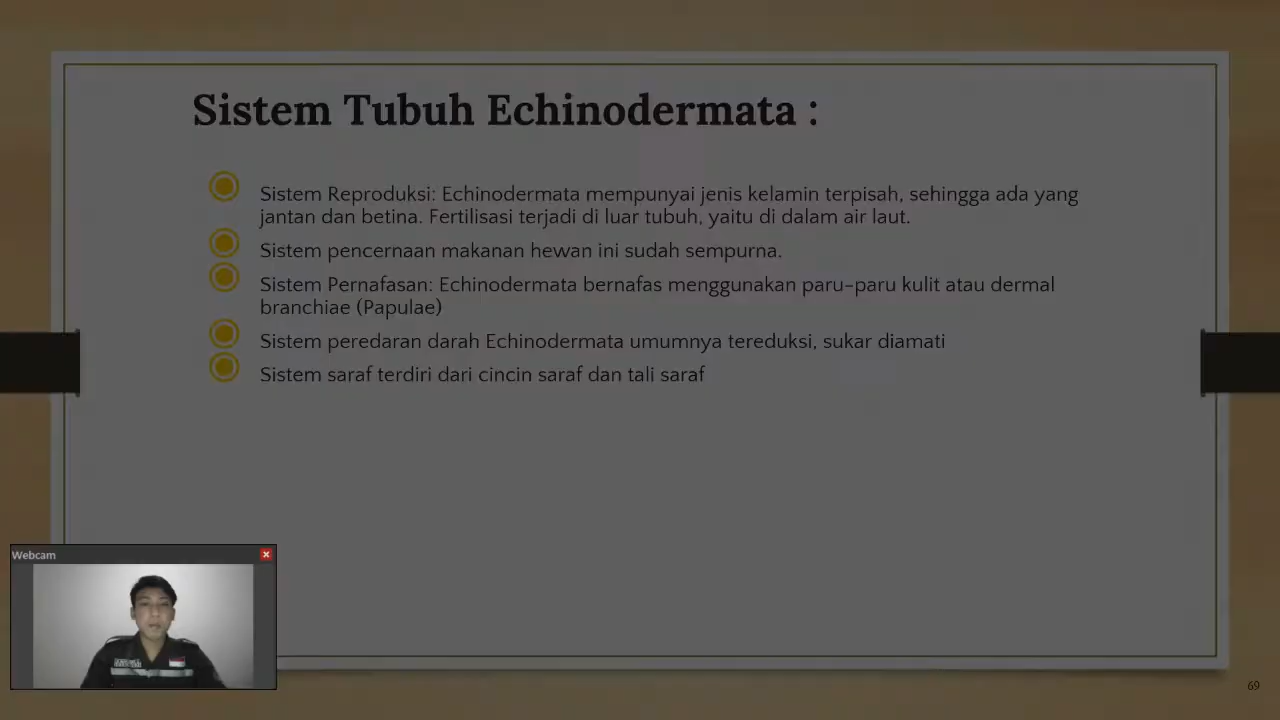 Sistem Tubuh Echinodermata :
Sistem Reproduksi: Echinodermata mempunyai jenis kelamin terpisah, sehingga ada yang
jantan dan betina. Fertilisasi terjadi di luar tubuh, yaitu di dalam air laut.
Sistem pencernaan makanan hewan ini sudah sempurna.
Sistem Pernafasan: Echinodermata bernafas menggunakan paru-paru kulit atau dermal
branchiae (Papulae)
Sistem peredaran darah Echinodermata umumnya tereduksi, sukar diamati
Sistem saraf terdiri dari cincin saraf dan tali saraf
Webcam
69